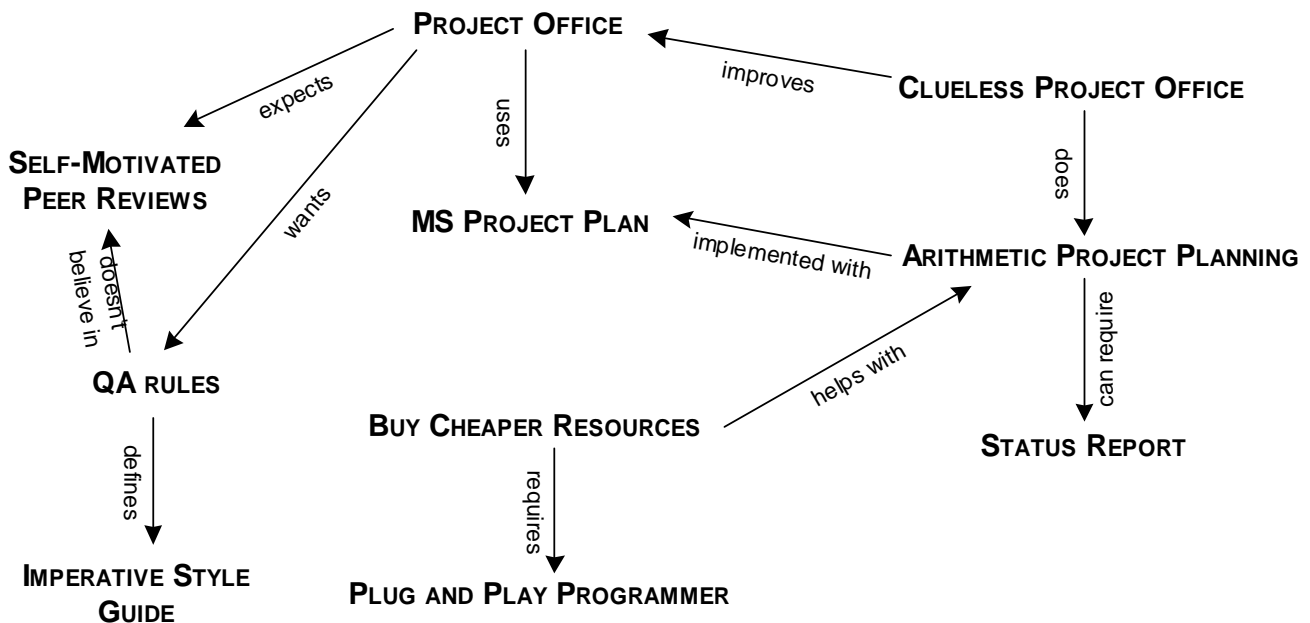 PROJECT OFFICE
improves
CLUELESS PROJECT OFFICE
expects
uses
does
SELF-MOTIVATED
PEER REVIEWS
wants
MS PROJECT PLAN
implemented with
ARITHMETIC PROJECT PLANNING
doesn't
believe in
can require
helps with
QA RULES
BUY CHEAPER RESOURCES
STATUS REPORT
defines
requires
IMPERATIVE STYLE
GUIDE
PLUG AND PLAY PROGRAMMER